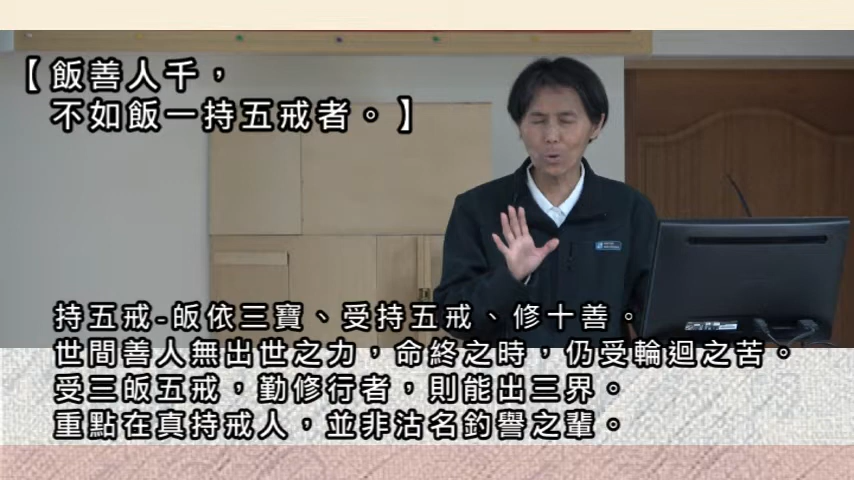 【飯善人千，
不如飯一持五戒者。】
持五戒-皈依三寶、受持五戒、修十善。
世間善人無出世之力，命終之時，仍受輪迴之苦。
受三皈五戒，勤修行者，則能出三界。
重點在真持戒人，並非沽名釣譽之輩。